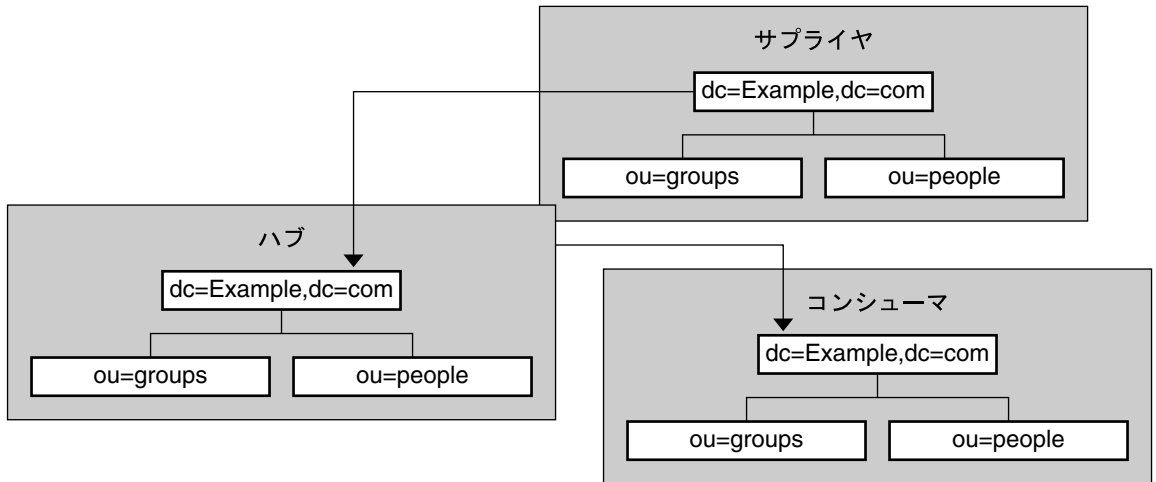 サプライヤ
dc=Example,dc=com
ou=groups
ou=people
ハブ
dc=Example,dc=com
ou=groups
ou=people
コンシューマ
dc=Example,dc=com
ou=groups
ou=people